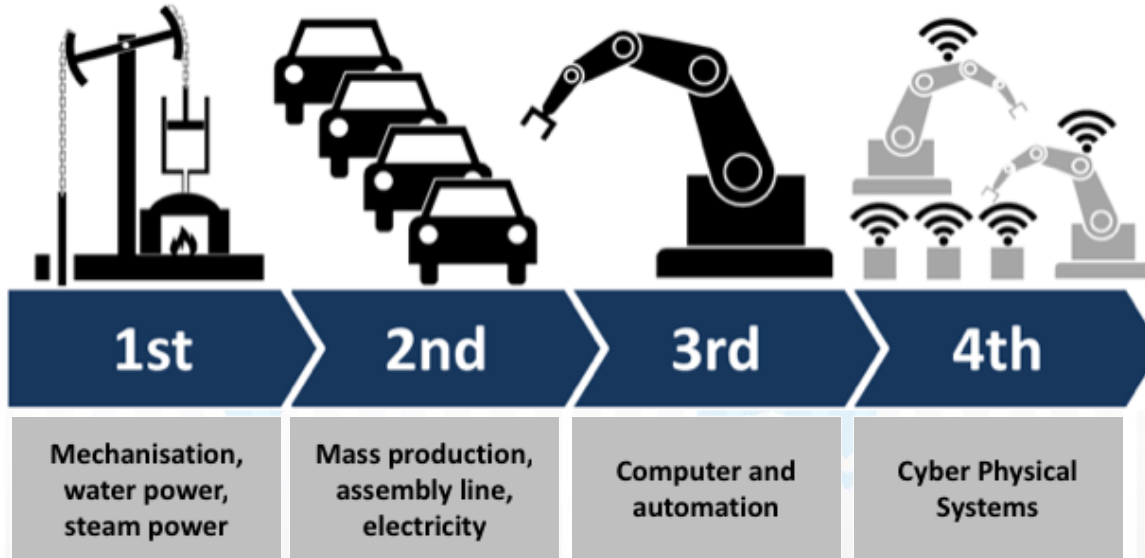 1st
2nd
3rd
4th
Mechanisation,
water power,
steam power
Mass production,
assembly line,
electricity
Computer and
automation
Cyber Physical
Systems